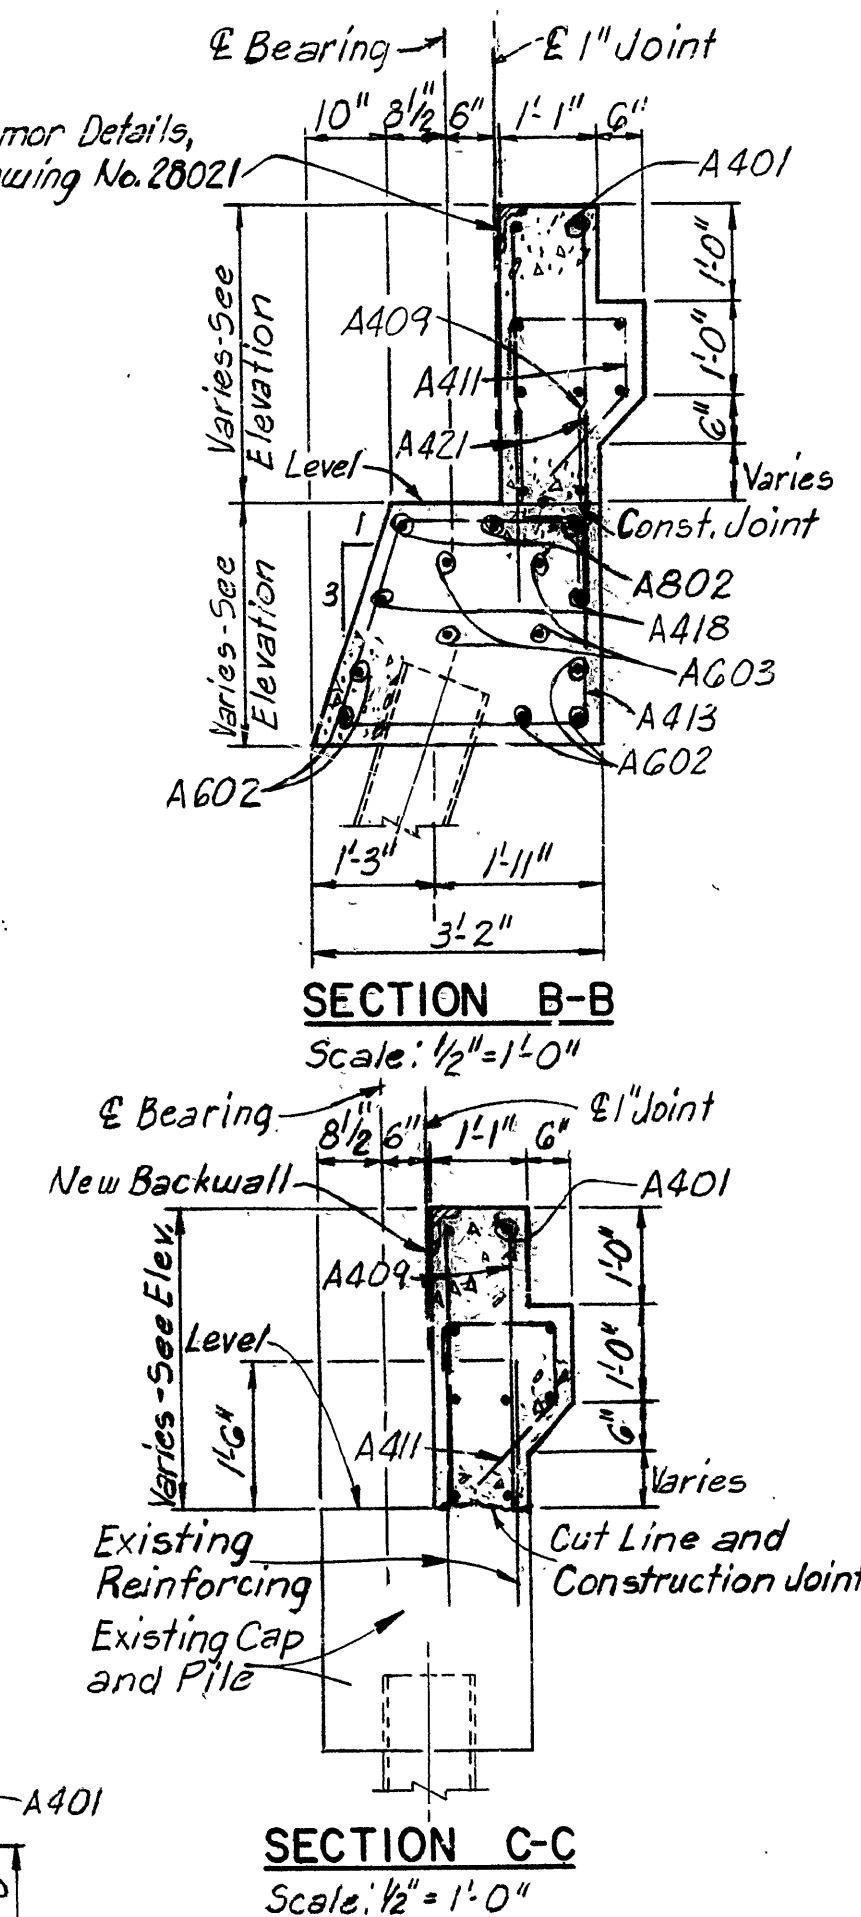 ℄ Bearing
℄ 1" Joint
10" 8½" 6" 1'-1" 6"
mor Details,
wing No. 28021
A401
1'-0"
Varies-See
Elevation
A409
1'-0"
A411
6"
A421
Level
Varies
Const. Joint
1
3
A802
A418
Varies-See
Elevation
A603
A413
A602
A602
1'-3" 1'-11"
3'-2"
SECTION B-B
Scale: ½"=1'-0"
℄ Bearing
℄ 1" Joint
8½" 6" 1'-1" 6"
New Backwall
A401
1'-0"
A409
Varies-See Elev.
Level
1'-0"
1'-6"
6"
A411
Varies
Existing
Reinforcing
Cut Line and
Construction Joint
Existing Cap
and Pile
A401
SECTION C-C
Scale: ½" = 1'-0"